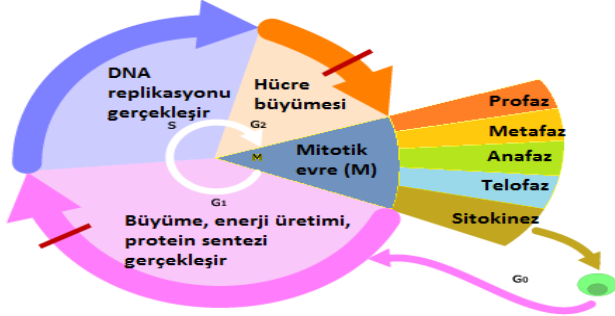 DNA
replikasyonu
gerçekleşir
S
Hücre
büyümesi
G2
M
Mitotik
evre (M)
G1
Büyüme, enerji üretimi,
protein sentezi
gerçekleşir
Profaz
Metafaz
Anafaz
Telofaz
Sitokinez
G0